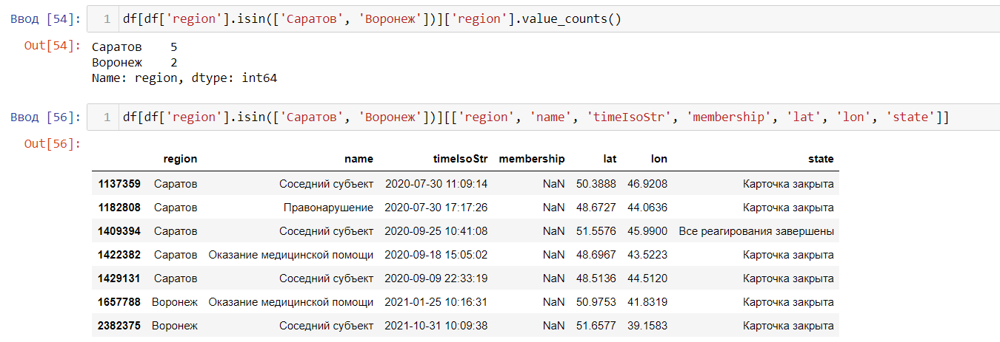 Ввод [54]: 1 df[df['region'].isin(['Саратов', 'Воронеж'])]['region'].value_counts()
Out[54]: Саратов 5
Воронеж 2
Name: region, dtype: int64
Ввод [56]: 1 df[df['region'].isin(['Саратов', 'Воронеж'])][['region', 'name', 'timeIsoStr', 'membership', 'lat', 'lon', 'state']]
Out[56]:
region name timeIsoStr membership lat lon state
1137359 Саратов Соседний субъект 2020-07-30 11:09:14 NaN 50.3888 46.9208 Карточка закрыта
1182808 Саратов Правонарушение 2020-07-30 17:17:26 NaN 48.6727 44.0636 Карточка закрыта
1409394 Саратов Соседний субъект 2020-09-25 10:41:08 NaN 51.5576 45.9900 Все реагирования завершены
1422382 Саратов Оказание медицинской помощи 2020-09-18 15:05:02 NaN 48.6967 43.5223 Карточка закрыта
1429131 Саратов Соседний субъект 2020-09-09 22:33:19 NaN 48.5136 44.5120 Карточка закрыта
1657788 Воронеж Оказание медицинской помощи 2021-01-25 10:16:31 NaN 50.9753 41.8319 Карточка закрыта
2382375 Воронеж Соседний субъект 2021-10-31 10:09:38 NaN 51.6577 39.1583 Карточка закрыта